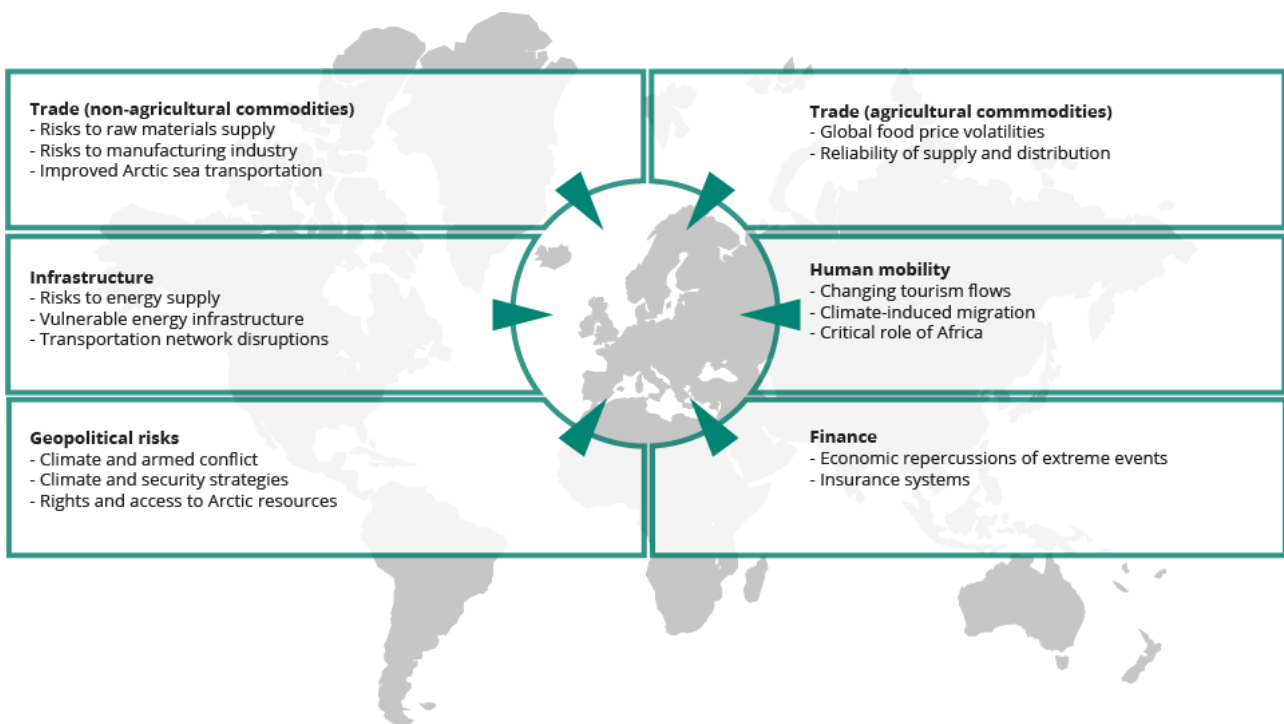 Trade (non-agricultural commodities)
- Risks to raw materials supply
- Risks to manufacturing industry
- Improved Arctic sea transportation
Trade (agricultural commmodities)
- Global food price volatilities
- Reliability of supply and distribution
Infrastructure
- Risks to energy supply
- Vulnerable energy infrastructure
- Transportation network disruptions
Human mobility
- Changing tourism flows
- Climate-induced migration
- Critical role of Africa
Geopolitical risks
- Climate and armed conflict
- Climate and security strategies
- Rights and access to Arctic resources
Finance
- Economic repercussions of extreme events
- Insurance systems